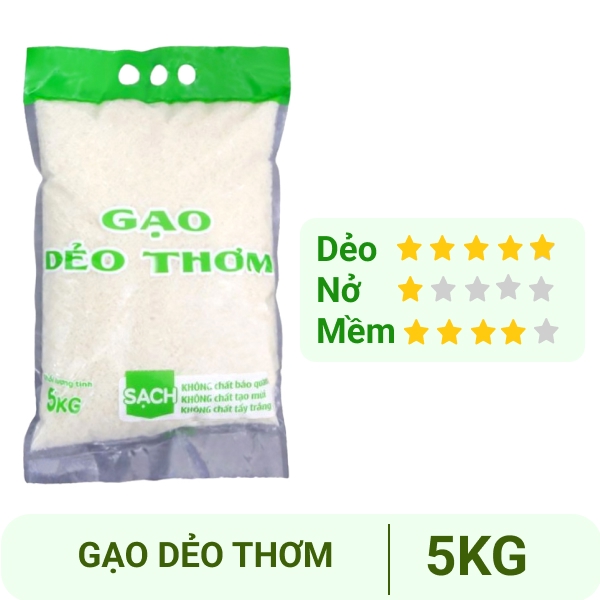 GẠO
DẺO THƠM
Khối lượng tịnh
5KG
SẠCH
KHÔNG chất bảo quản
KHÔNG chất tạo mùi
KHÔNG chất tẩy trắng
Dẻo
Nở
Mềm
GẠO DẺO THƠM
5KG